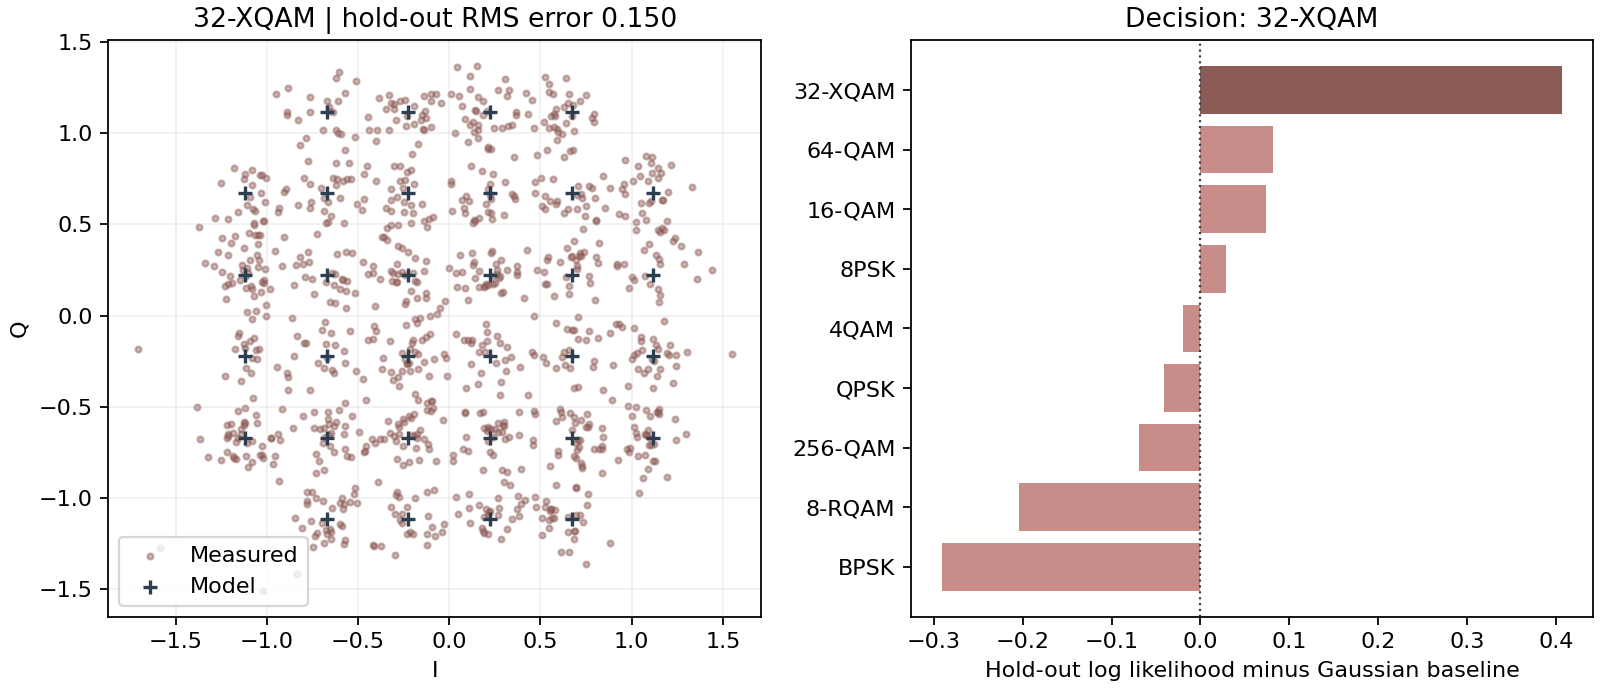 32-XQAM | hold-out RMS error 0.150
1.5
1.0
0.5
0.0
−0.5
−1.0
−1.5
Q
Measured
Model
−1.5 −1.0 −0.5 0.0 0.5 1.0 1.5
I
Decision: 32-XQAM
32-XQAM
64-QAM
16-QAM
8PSK
4QAM
QPSK
256-QAM
8-RQAM
BPSK
−0.3 −0.2 −0.1 0.0 0.1 0.2 0.3 0.4
Hold-out log likelihood minus Gaussian baseline